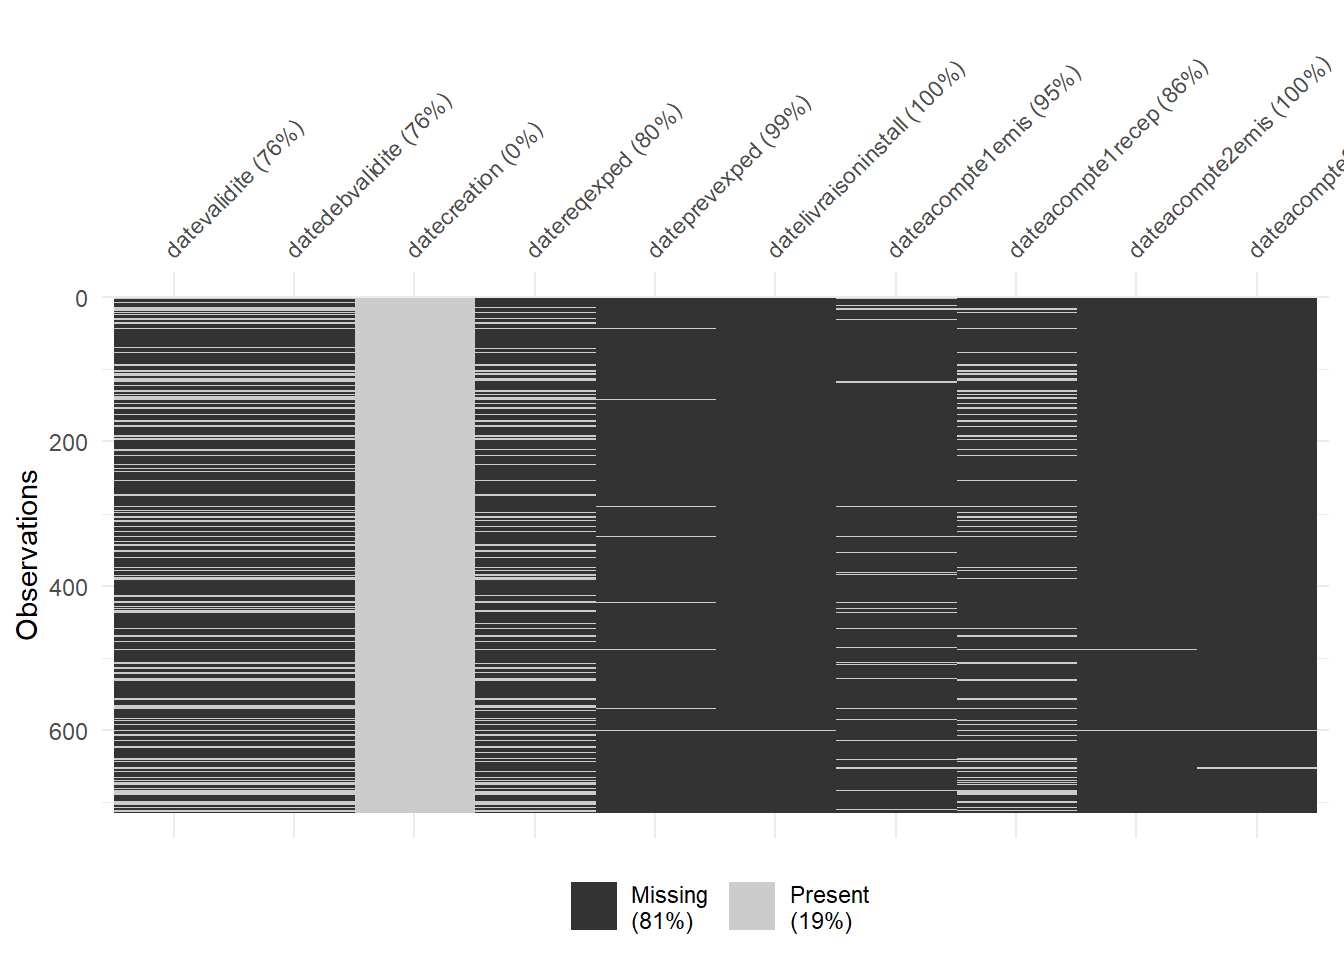 datevalidite (76%)
datedebvalidite (76%)
datecreation (0%)
datereqexped (80%)
dateprevexped (99%)
datelivraisoninstall (100%)
dateacompte1emis (95%)
dateacompte1recep (86%)
dateacompte2emis (100%)
dateacompte
0
200
400
600
Observations
Missing
(81%)
Present
(19%)